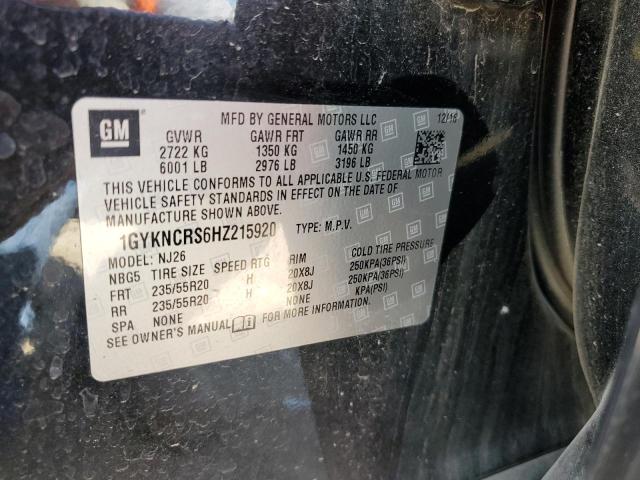 GM
MFD BY GENERAL MOTORS LLC 12/16
GVWR GAWR FRT GAWR RR
2722 KG 1350 KG 1450 KG
6001 LB 2976 LB 3196 LB
THIS VEHICLE CONFORMS TO ALL APPLICABLE U.S. FEDERAL MOTOR
VEHICLE SAFETY STANDARDS IN EFFECT ON THE DATE OF
MANUFACTURE SHOWN ABOVE.
1GYKNCRS6HZ215920 TYPE: M.P.V.
MODEL: NJ26
NBG5 TIRE SIZE SPEED RTG RIM COLD TIRE PRESSURE
FRT 235/55R20 H 20X8J 250KPA(36PSI)
RR 235/55R20 H 20X8J 250KPA(36PSI)
SPA NONE NONE KPA(PSI)
SEE OWNER'S MANUAL FOR MORE INFORMATION.